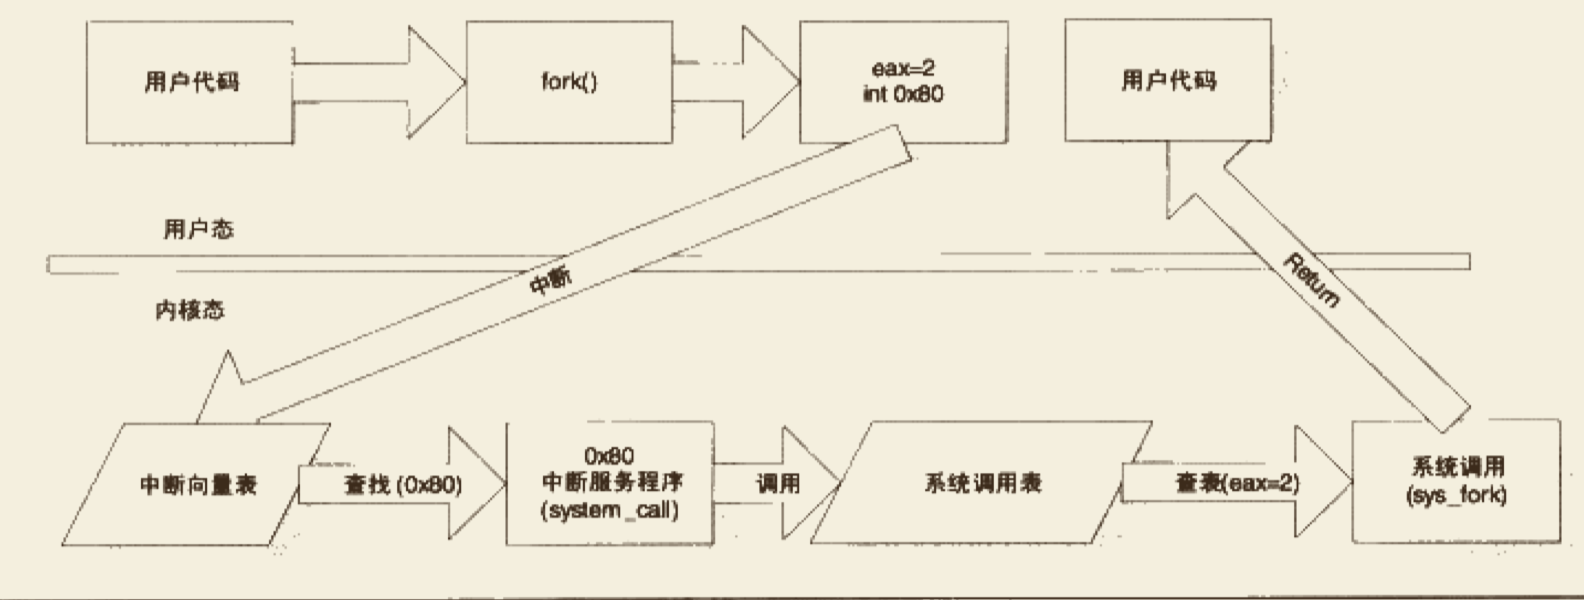 用户代码
fork()
eax=2
int 0x80
用户代码
用户态
中断
Return
内核态
中断向量表
查找 (0x80)
0x80
中断服务程序
(system_call)
调用
系统调用表
查表(eax=2)
系统调用
(sys_fork)